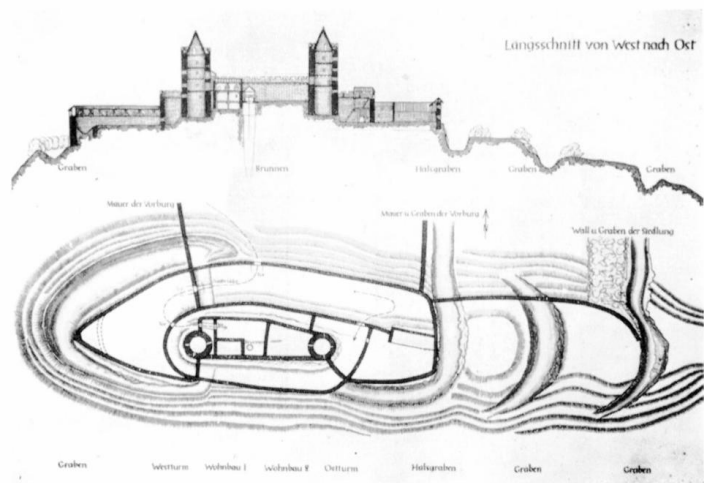 Längsschnitt von West nach Ost
Graben Brunnen Halsgraben Graben Graben
Mauer der Vorburg Mauer u Graben der Vorburg Wall u Graben der Siedlung
Graben Westturm Wohnbau I Wohnbau II Ostturm Halsgraben Graben Graben